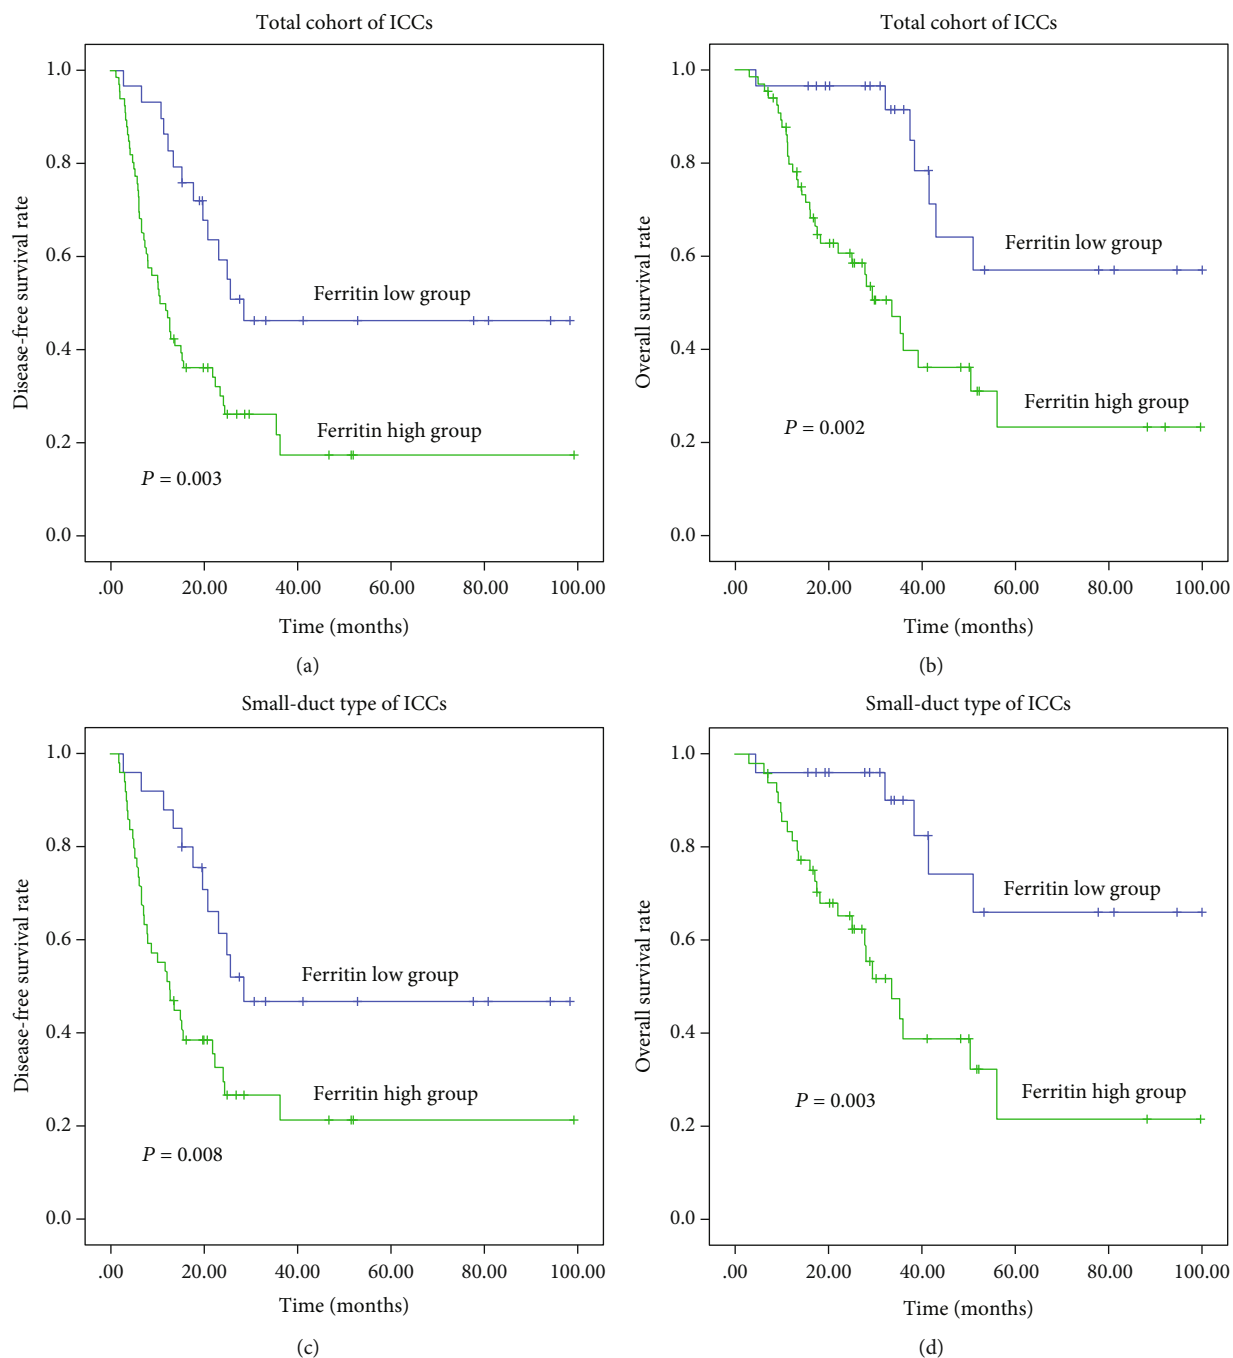 Total cohort of ICCs
1.0
0.8
0.6
0.4
0.2
0.0
Disease-free survival rate
Ferritin low group
Ferritin high group
P = 0.003
.00 20.00 40.00 60.00 80.00 100.00
Time (months)
(a)
Total cohort of ICCs
1.0
0.8
0.6
0.4
0.2
0.0
Overall survival rate
Ferritin low group
Ferritin high group
P = 0.002
.00 20.00 40.00 60.00 80.00 100.00
Time (months)
(b)
Small-duct type of ICCs
1.0
0.8
0.6
0.4
0.2
0.0
Disease-free survival rate
Ferritin low group
Ferritin high group
P = 0.008
.00 20.00 40.00 60.00 80.00 100.00
Time (months)
(c)
Small-duct type of ICCs
1.0
0.8
0.6
0.4
0.2
0.0
Overall survival rate
Ferritin low group
Ferritin high group
P = 0.003
.00 20.00 40.00 60.00 80.00 100.00
Time (months)
(d)